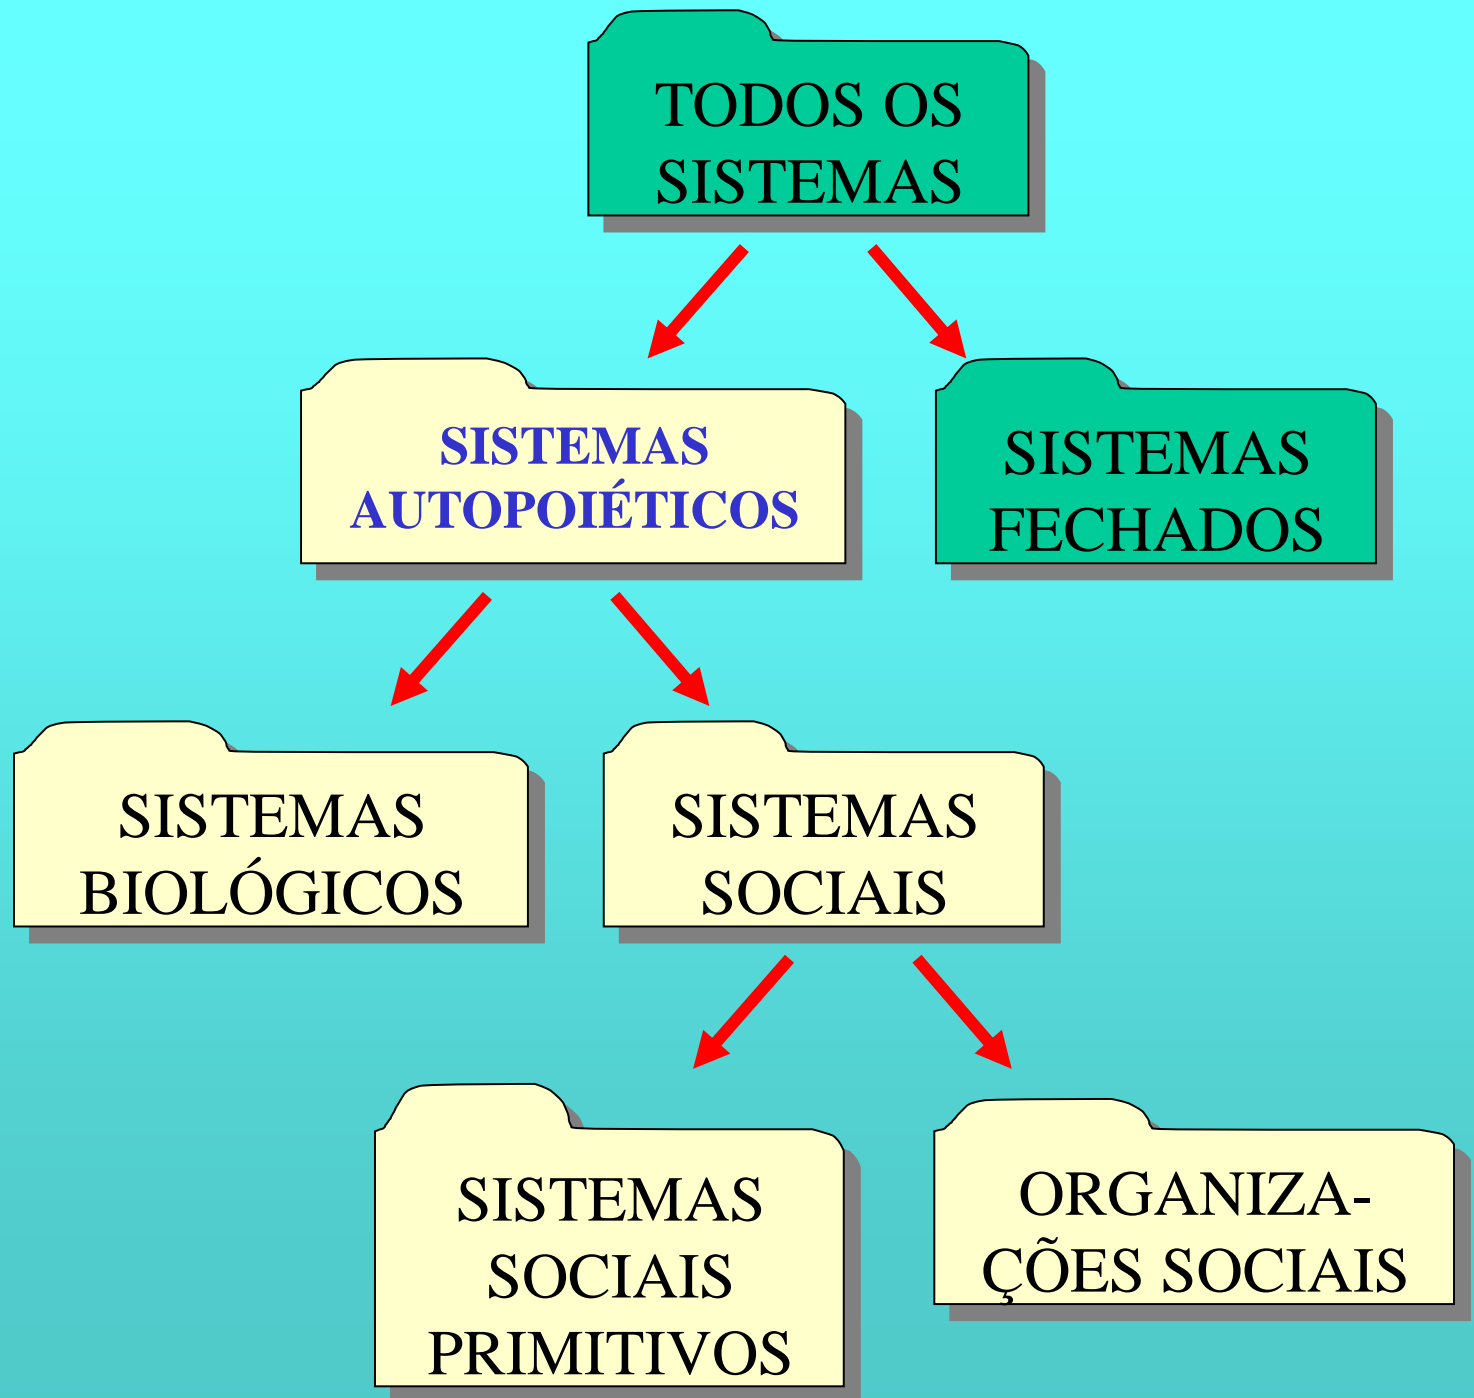 TODOS OS
SISTEMAS
SISTEMAS
AUTOPOIÉTICOS
SISTEMAS
FECHADOS
SISTEMAS
BIOLÓGICOS
SISTEMAS
SOCIAIS
SISTEMAS
SOCIAIS
PRIMITIVOS
ORGANIZA-
ÇÕES SOCIAIS